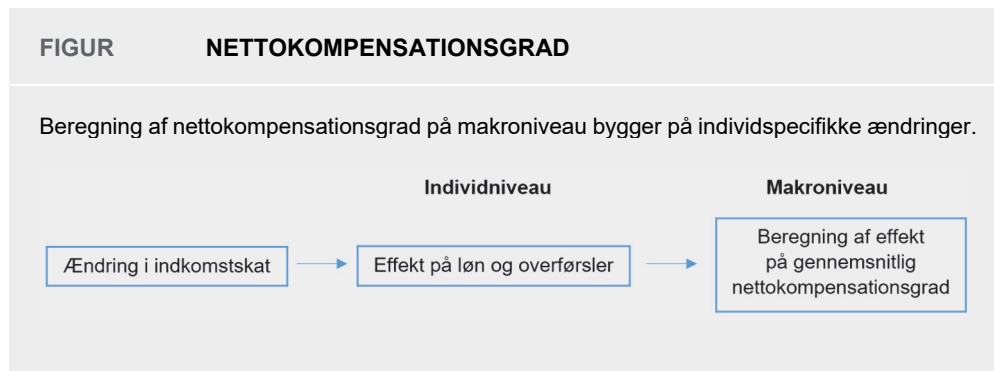 FIGUR NETTOKOMPENSATIONSGRAD
Beregning af nettokompensationsgrad på makroniveau bygger på individspecifikke ændringer.
Individniveau Makroniveau
Ændring i indkomstskat
Effekt på løn og overførsler
Beregning af effekt
på gennemsnitlig
nettokompensationsgrad